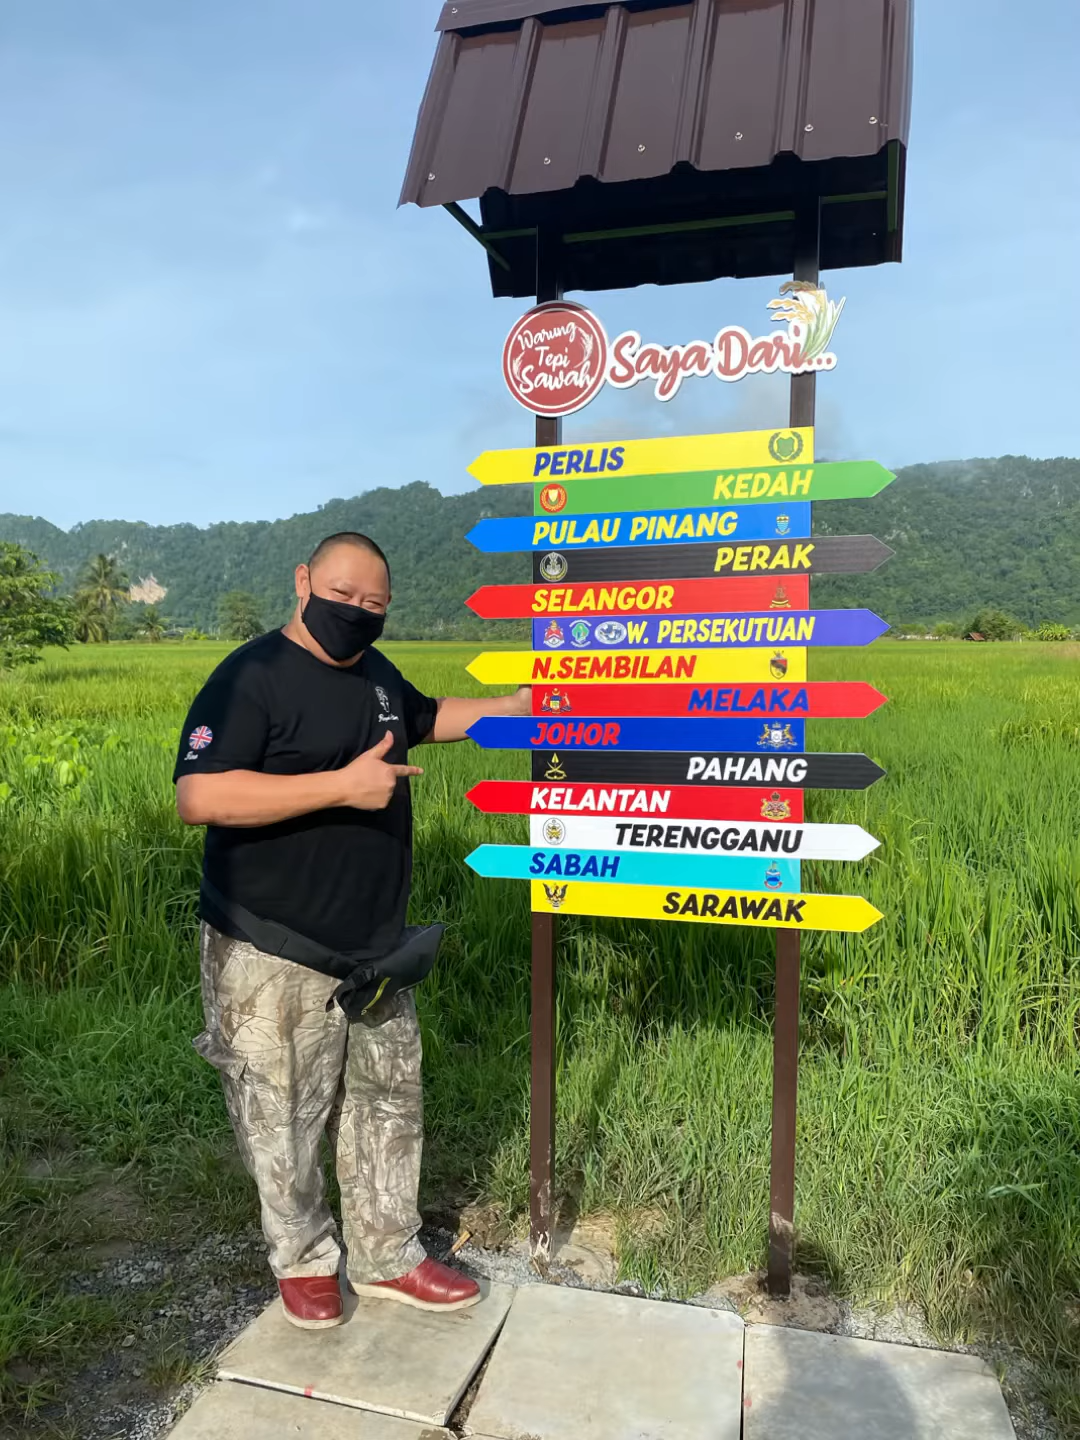 Warung
Tepi
Sawah
Saya Dari...
PERLIS
KEDAH
PULAU PINANG
PERAK
SELANGOR
W. PERSEKUTUAN
N.SEMBILAN
MELAKA
JOHOR
PAHANG
KELANTAN
TERENGGANU
SABAH
SARAWAK